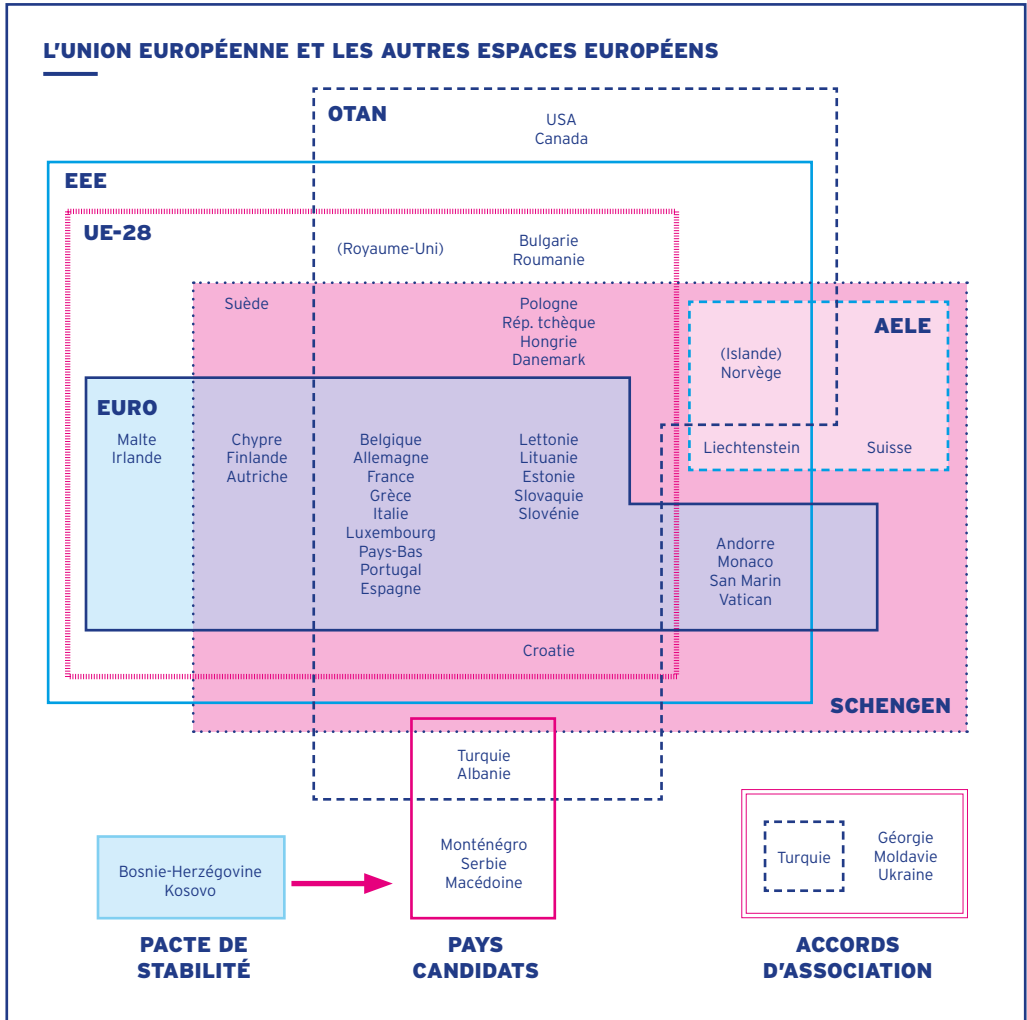 L'UNION EUROPÉENNE ET LES AUTRES ESPACES EUROPÉENS
OTAN
USA
Canada
EEE
UE-28
(Royaume-Uni)
Bulgarie
Roumanie
Suède
Pologne
Rép. tchèque
Hongrie
Danemark
AELE
(Islande)
Norvège
Liechtenstein
Suisse
EURO
Malte
Irlande
Chypre
Finlande
Autriche
Belgique
Allemagne
France
Grèce
Italie
Luxembourg
Pays-Bas
Portugal
Espagne
Lettonie
Lituanie
Estonie
Slovaquie
Slovénie
Andorre
Monaco
San Marin
Vatican
Croatie
SCHENGEN
Turquie
Albanie
Monténégro
Serbie
Macédoine
Bosnie-Herzégovine
Kosovo
Turquie
Géorgie
Moldavie
Ukraine
PACTE DE
STABILITÉ
PAYS
CANDIDATS
ACCORDS
D'ASSOCIATION